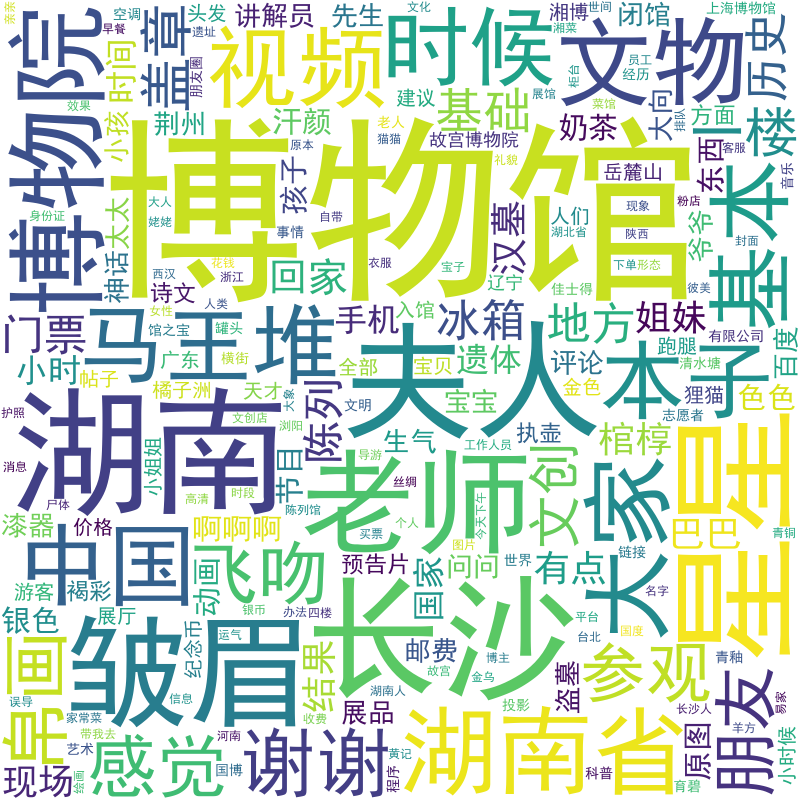 博物馆
湖南
夫人
长沙
星星
老师
皱眉
博物院
马王堆
中国
视频
时候
文物
基本
本子
大家
湖南省
谢谢
感觉
帛画
飞吻
参观
朋友
盖章
讲解员
先生
闭馆
历史
头发
空调
湘博
文化
世间
上海博物馆
亲亲
早餐
遗址
朋友圈
湘菜
员工
经历
柜台
展馆
排队
时间
小孩
荆州
汗颜
基础
建议
老人
猫猫
故宫博物院
奶茶
大向
方面
一楼
东西
客服
音乐
效果
原本
礼貌
菜馆
岳麓山
粉店
身份证
太太
大人
姥姥
孩子
自带
汉墓
人们
现象
湖北省
陕西
爷爷
封面
神话
诗文
西汉
事情
花钱
浙江
回家
衣服
宝子
辽宁
佳士得
下单
形态
彼美
门票
小时
女性
人类
馆之宝
罐头
手机
入馆
冰箱
地方
姐妹
有限公司
百度
广东
横街
全部
宝贝
遗体
评论
跑腿
清水塘
护照
帖子
橘子洲
天才
大象
文明
陈列
宝宝
金色
狸猫
色色
志愿者
消息
小姐姐
文创店
浏阳
生气
执壶
工作人员
棺椁
尸体
节目
导游
丝绸
漆器
价格
高清
时段
陈列馆
文创
巴巴
啊啊啊
买票
个人
今天下午
图片
青铜
游客
褐彩
动画
预告片
问问
有点
世界
链接
名字
银色
展厅
纪念币
银币
办法四楼
国家
邮费
平台
台北
国度
运气
结果
故宫
金乌
博主
盗墓
青釉
误导
家常菜
信息
湖南人
展品
投影
原图
长沙人
易家
小时候
现场
带我去
艺术
河南
收费
国博
黄记
程序
科普
羊方
育碧
绘画